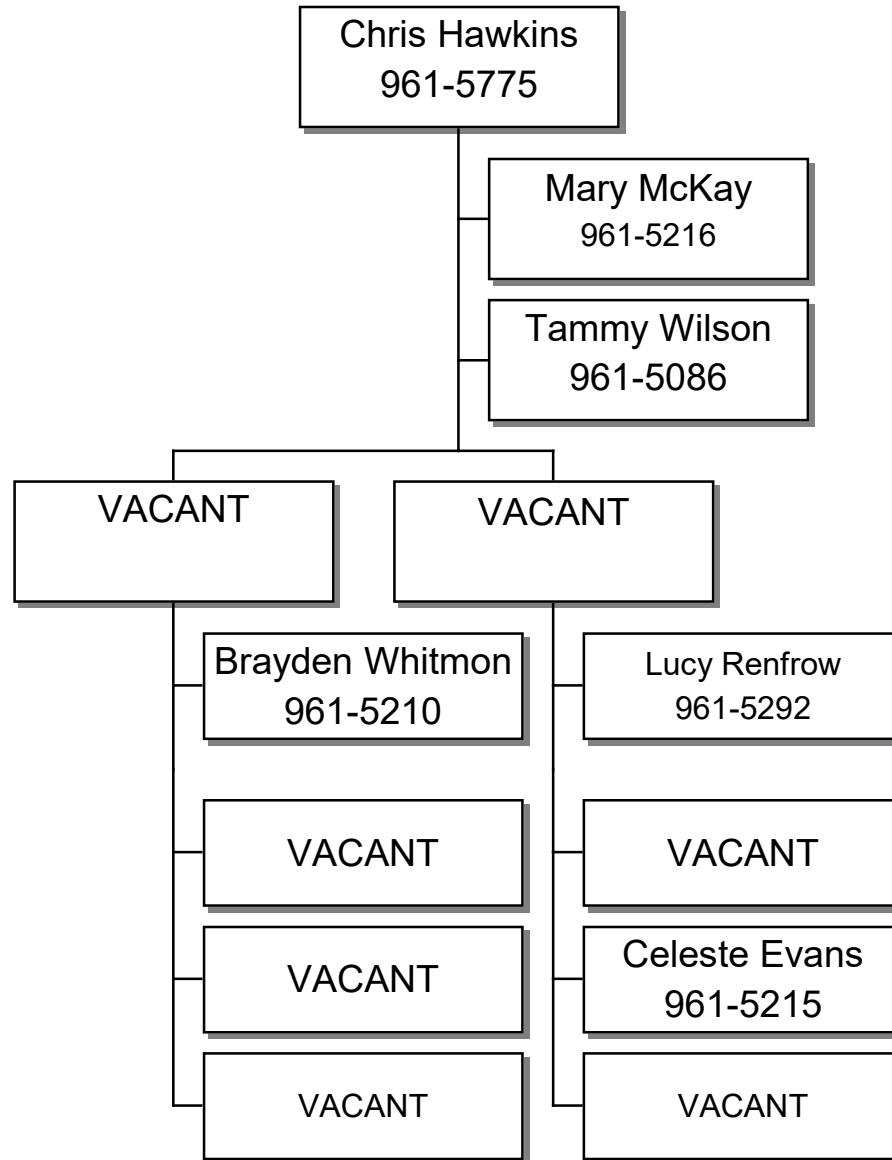 Chris Hawkins
961-5775
Mary McKay
961-5216
Tammy Wilson
961-5086
VACANT
VACANT
Brayden Whitmon
961-5210
Lucy Renfrow
961-5292
VACANT
VACANT
VACANT
Celeste Evans
961-5215
VACANT
VACANT